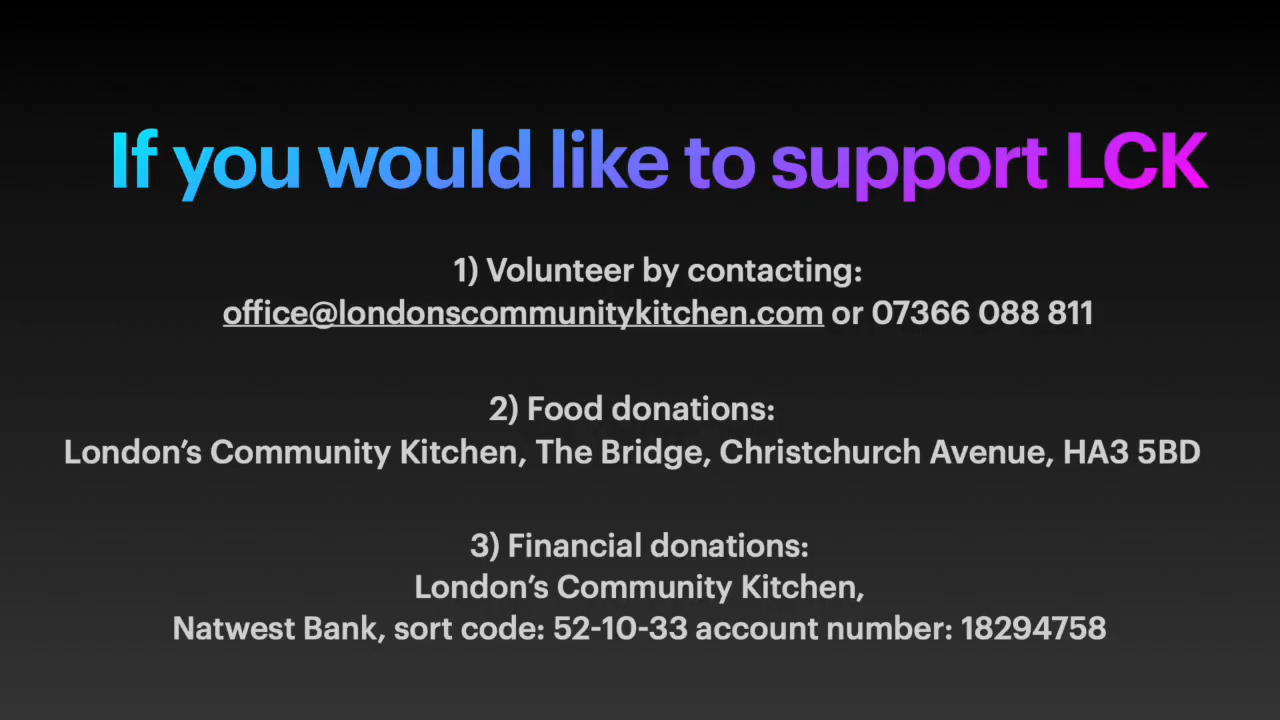 If you would like to support LCK
1) Volunteer by contacting:
office@londonscommunitykitchen.com or 07366 088 811
2) Food donations:
London’s Community Kitchen, The Bridge, Christchurch Avenue, HA3 5BD
3) Financial donations:
London’s Community Kitchen,
Natwest Bank, sort code: 52-10-33 account number: 18294758